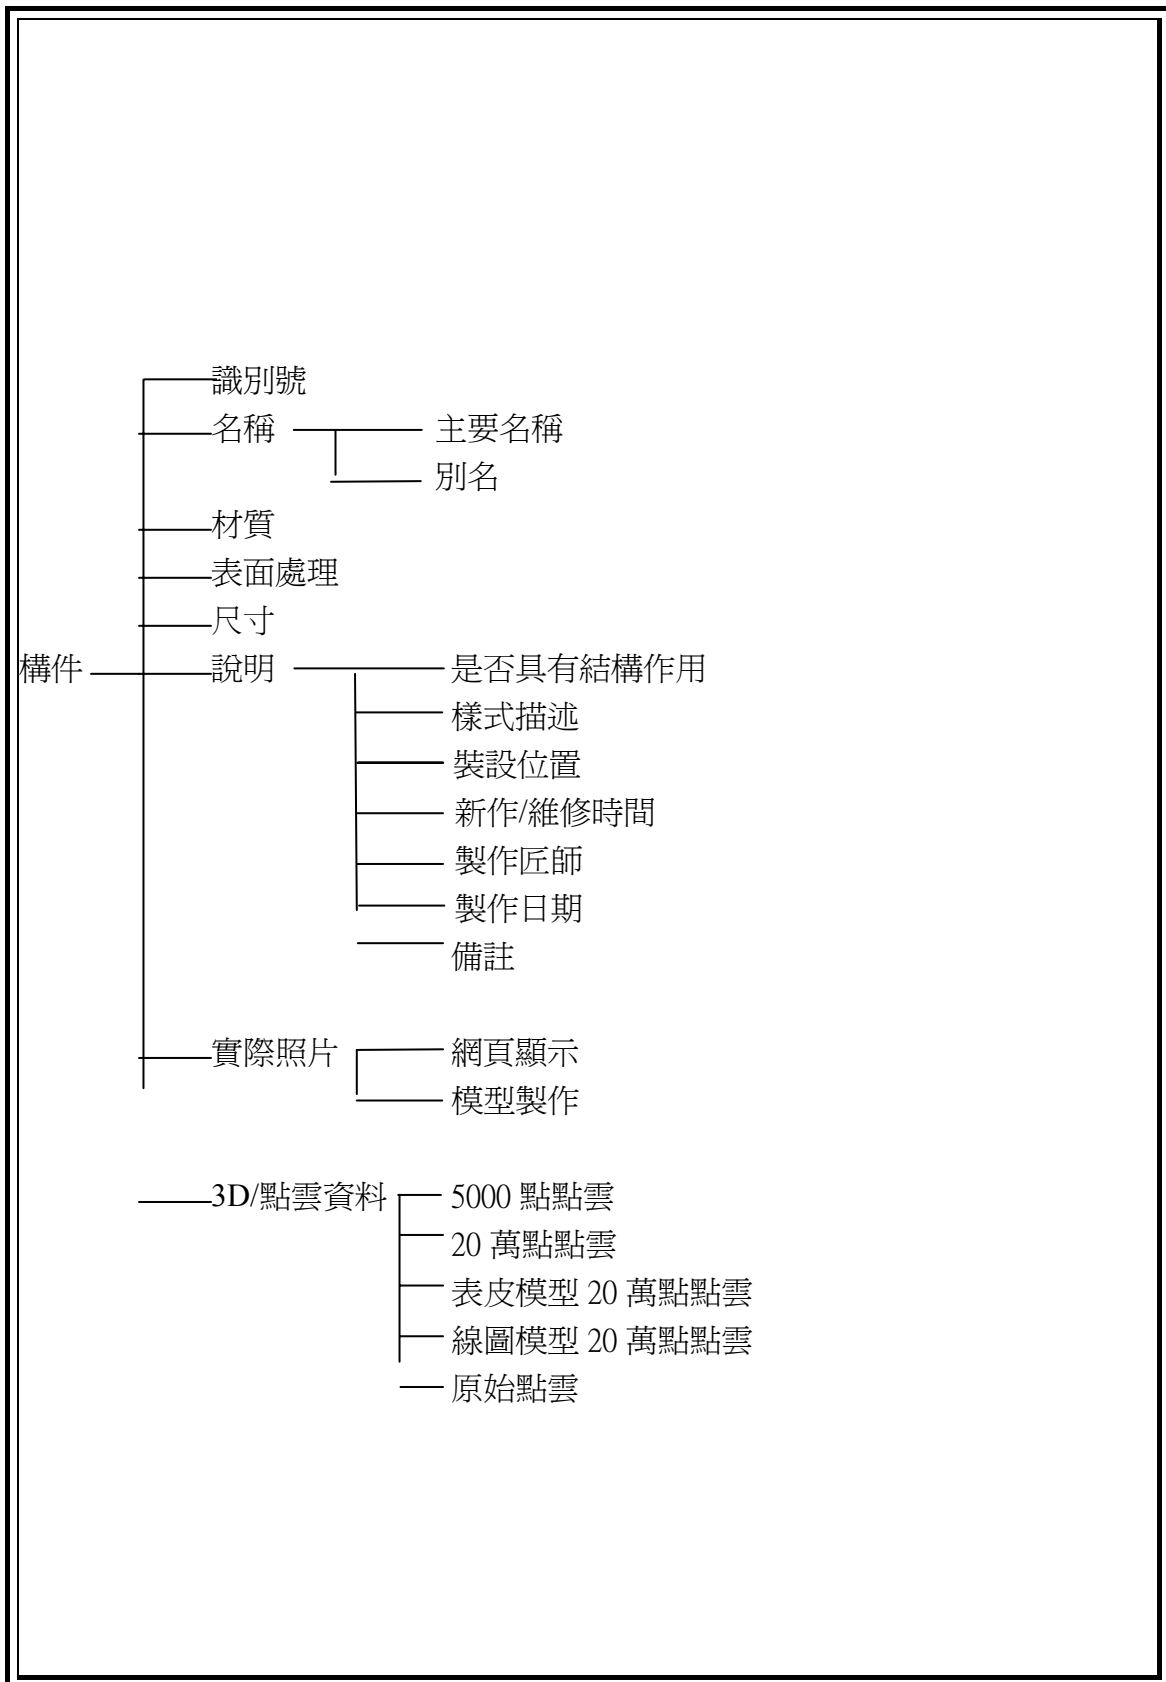 識別號
名稱 主要名稱
別名
材質
表面處理
尺寸
構件 說明 是否具有結構作用
樣式描述
裝設位置
新作/維修時間
製作匠師
製作日期
備註
實際照片 網頁顯示
模型製作
3D/點雲資料 5000 點點雲
20 萬點點雲
表皮模型 20 萬點點雲
線圖模型 20 萬點點雲
原始點雲